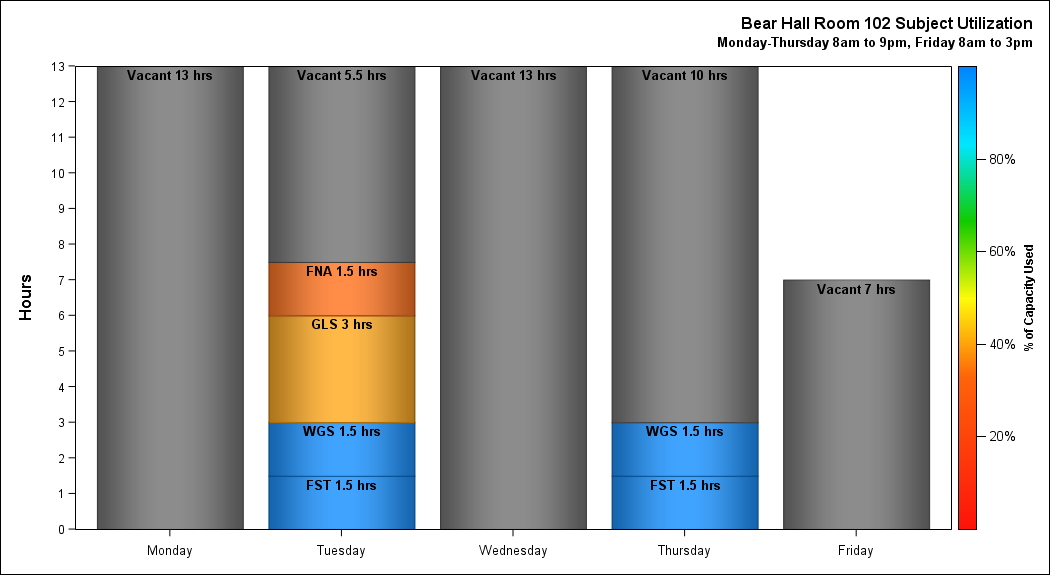 Bear Hall Room 102 Subject Utilization
Monday-Thursday 8am to 9pm, Friday 8am to 3pm
Hours
13
12
11
10
9
8
7
6
5
4
3
2
1
0
Vacant 13 hrs
Vacant 5.5 hrs
FNA 1.5 hrs
GLS 3 hrs
WGS 1.5 hrs
FST 1.5 hrs
Vacant 13 hrs
Vacant 10 hrs
WGS 1.5 hrs
FST 1.5 hrs
Vacant 7 hrs
Monday
Tuesday
Wednesday
Thursday
Friday
80%
60%
40%
20%
% of Capacity Used